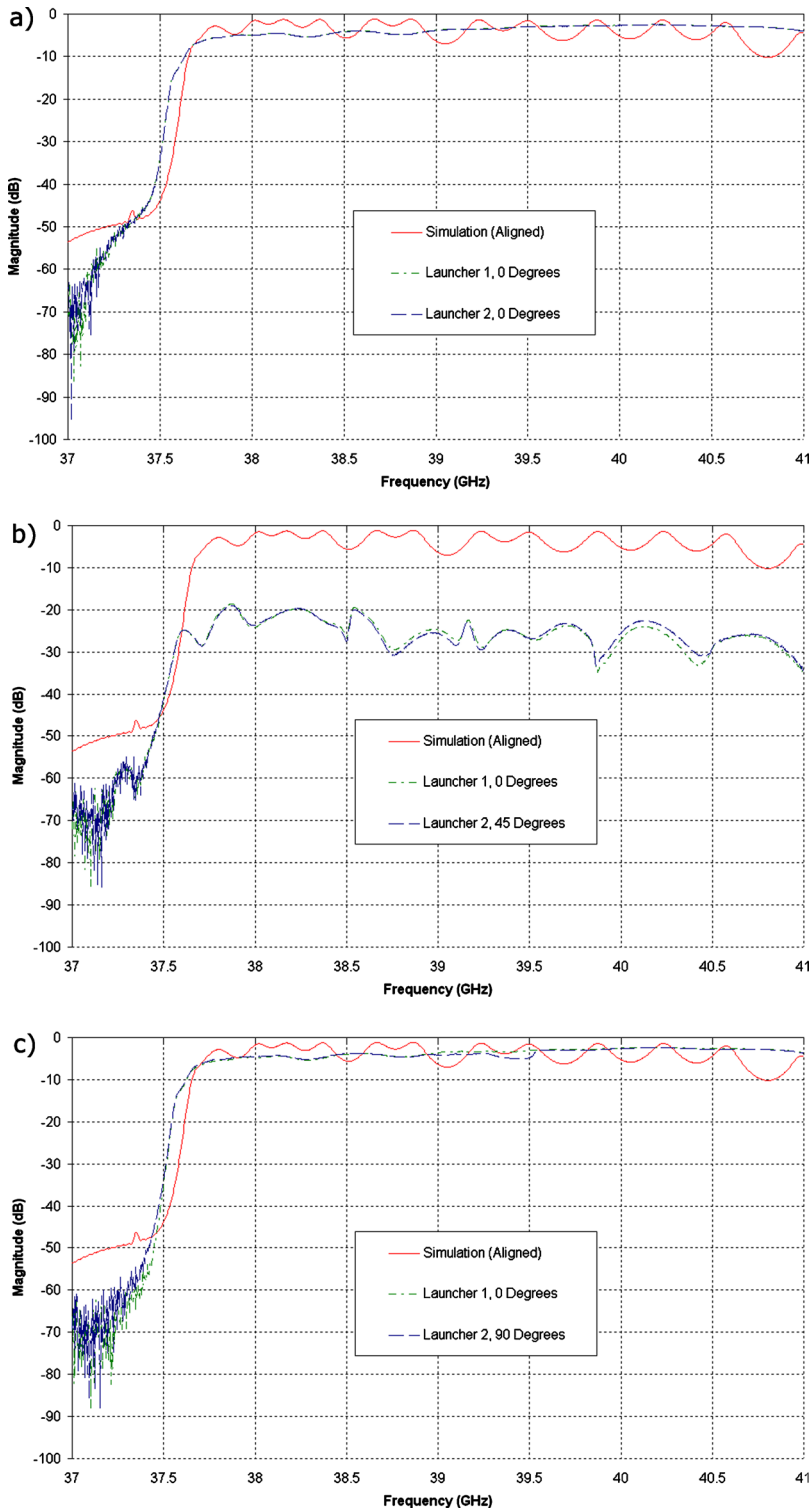 a)
0
-10
-20
-30
-40
-50
-60
-70
-80
-90
-100
Magnitude (dB)
Simulation (Aligned)
Launcher 1, 0 Degrees
Launcher 2, 0 Degrees
37 37.5 38 38.5 39 39.5 40 40.5 41
Frequency (GHz)
b)
0
-10
-20
-30
-40
-50
-60
-70
-80
-90
-100
Magnitude (dB)
Simulation (Aligned)
Launcher 1, 0 Degrees
Launcher 2, 45 Degrees
37 37.5 38 38.5 39 39.5 40 40.5 41
Frequency (GHz)
c)
0
-10
-20
-30
-40
-50
-60
-70
-80
-90
-100
Magnitude (dB)
Simulation (Aligned)
Launcher 1, 0 Degrees
Launcher 2, 90 Degrees
37 37.5 38 38.5 39 39.5 40 40.5 41
Frequency (GHz)